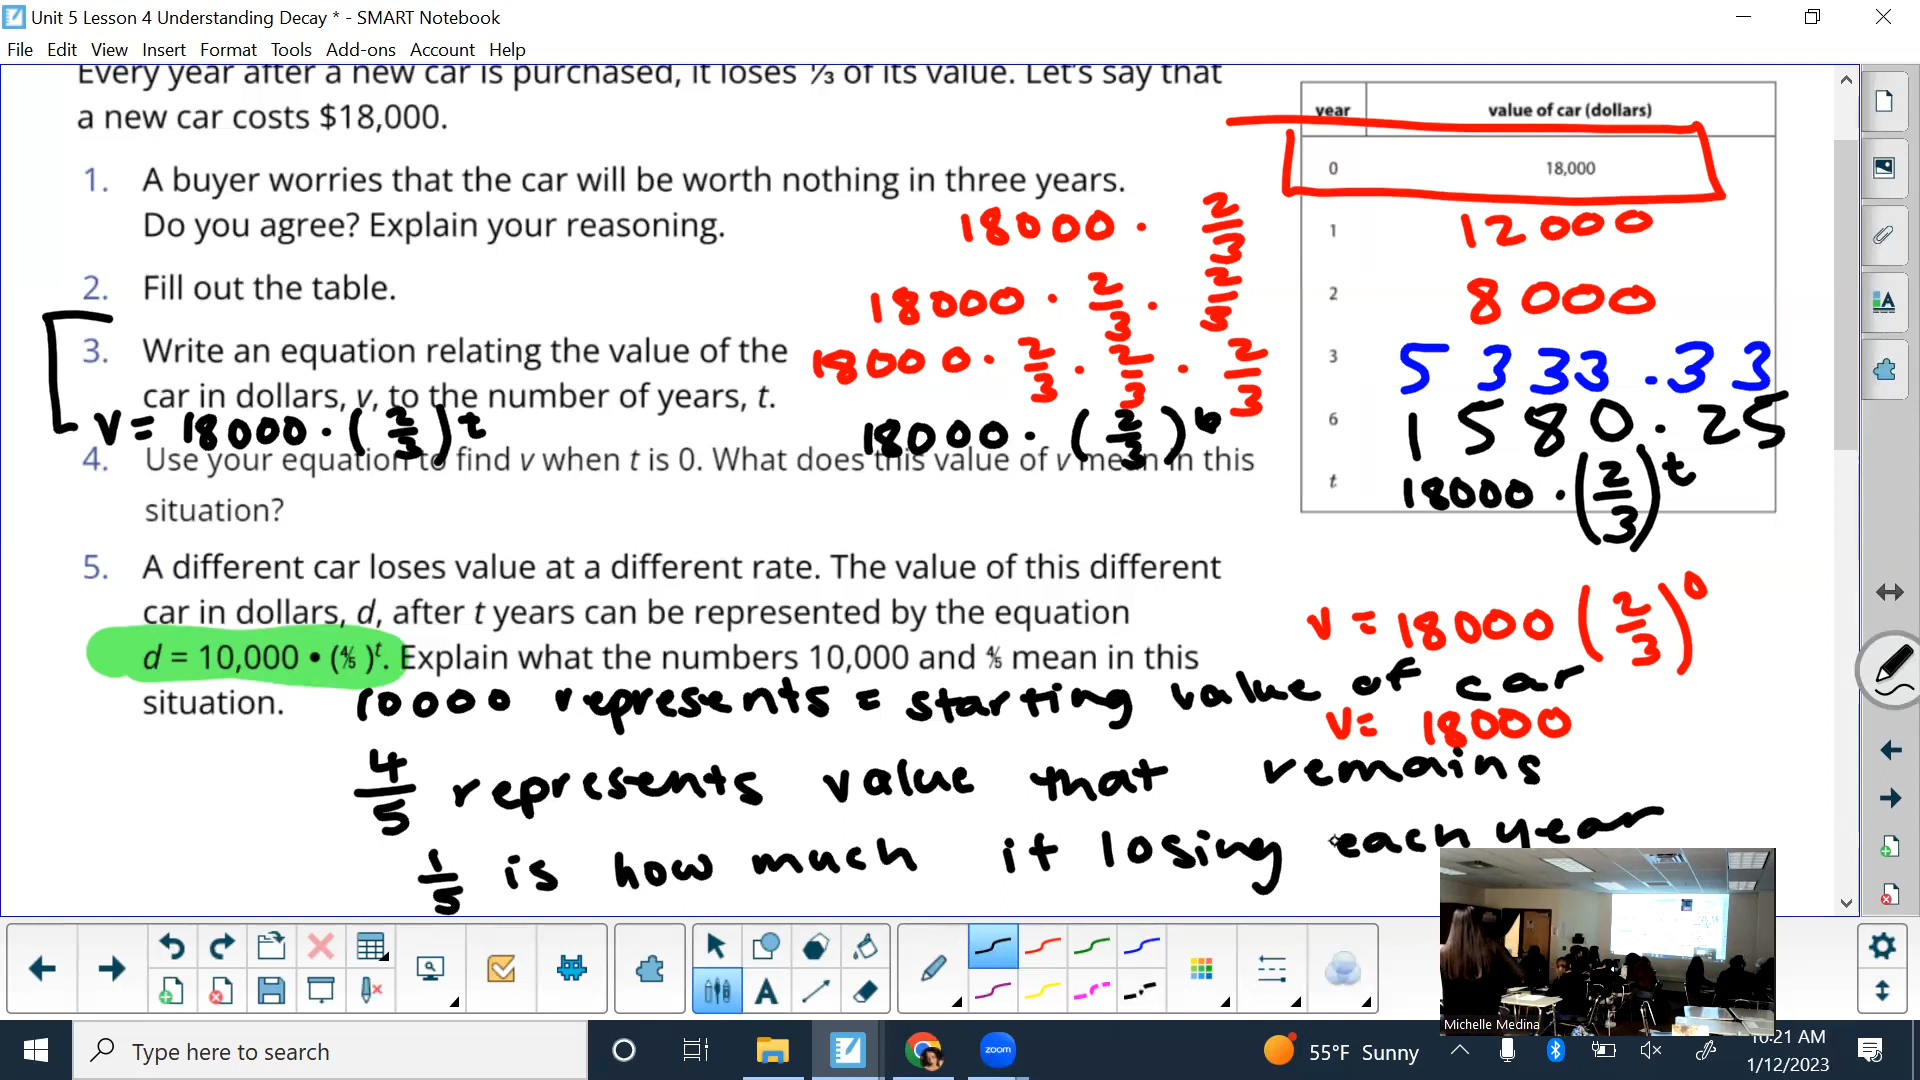 Unit 5 Lesson 4 Understanding Decay * - SMART Notebook
File Edit View Insert Format Tools Add-ons Account Help
Every year after a new car is purchased, it loses ⅓ of its value. Let's say that
a new car costs $18,000.
1. A buyer worries that the car will be worth nothing in three years.
Do you agree? Explain your reasoning.
18000 · 2/3
2. Fill out the table.
18000 · 2/3 · 2/3
3. Write an equation relating the value of the
car in dollars, v, to the number of years, t.
18000 · 2/3 · 2/3 · 2/3
v = 18000 · (2/3)^t
18000 · (2/3)^6
4. Use your equation to find v when t is 0. What does this value of v mean in this
situation?
5. A different car loses value at a different rate. The value of this different
car in dollars, d, after t years can be represented by the equation
d = 10,000 • (⅘)^t. Explain what the numbers 10,000 and ⅘ mean in this
situation.
10000 represents = starting value of car
4/5 represents value that remains
1/5 is how much it losing each year
year value of car (dollars)
0 18,000
1 12000
2 8000
3 5333.33
6 1580.25
t 18000 · (2/3)^t
v = 18000 (2/3)^0
v = 18000
Michelle Medina
Type here to search
zoom
55°F Sunny
10:21 AM
1/12/2023